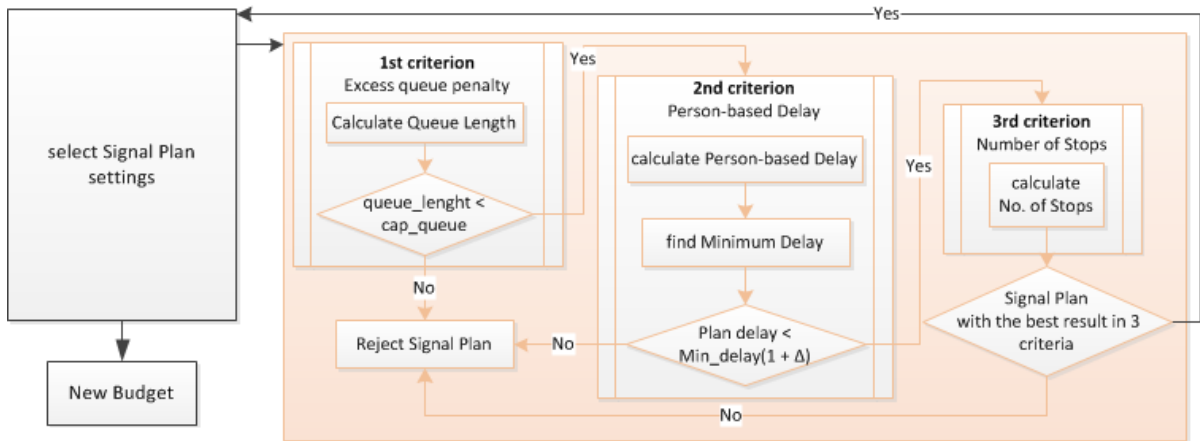 Yes
select Signal Plan
settings
New Budget
1st criterion
Excess queue penalty
Calculate Queue Length
queue_lenght <
cap_queue
Yes
No
Reject Signal Plan
2nd criterion
Person-based Delay
calculate Person-based Delay
find Minimum Delay
Plan delay <
Min_delay(1 + Δ)
No
Yes
3rd criterion
Number of Stops
calculate
No. of Stops
Signal Plan
with the best result in 3
criteria
No